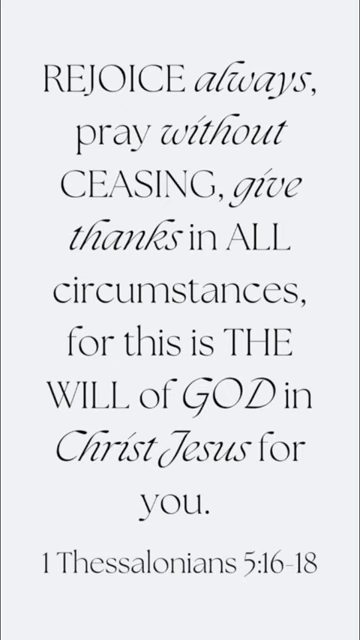 REJOICE always,
pray without
CEASING, give
thanks in ALL
circumstances,
for this is THE
WILL of GOD in
Christ Jesus for
you.
1 Thessalonians 5:16-18